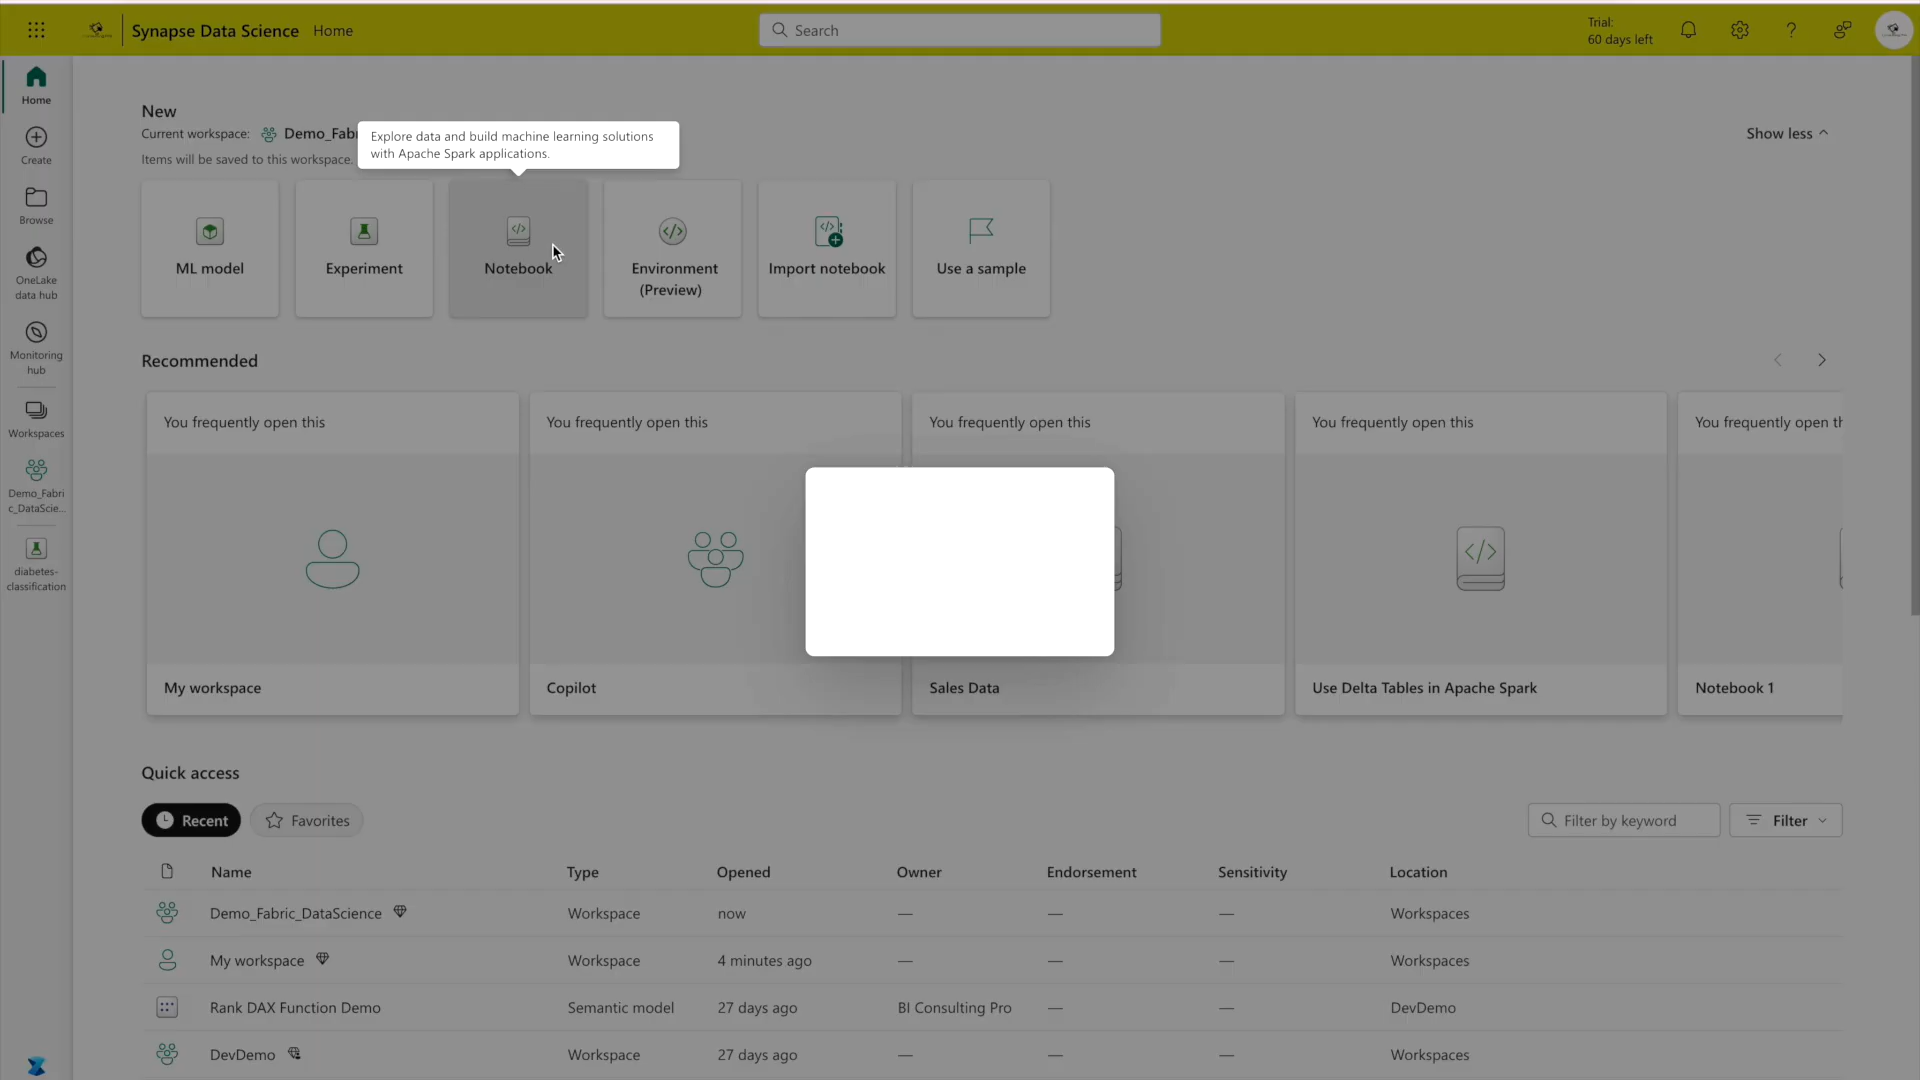 Synapse Data Science Home
Search
Trial:
60 days left
Home
Create
Browse
OneLake
data hub
Monitoring
hub
Workspaces
Demo_Fabri
c_DataScie...
diabetes-
classification
New
Current workspace: Demo_Fabr
Items will be saved to this workspace.
Explore data and build machine learning solutions
with Apache Spark applications.
Show less
ML model
Experiment
Notebook
Environment
(Preview)
Import notebook
Use a sample
Recommended
You frequently open this
My workspace
You frequently open this
Copilot
You frequently open this
Sales Data
You frequently open this
Use Delta Tables in Apache Spark
You frequently open th
Notebook 1
Quick access
Recent
Favorites
Filter by keyword
Filter
Name Type Opened Owner Endorsement Sensitivity Location
Demo_Fabric_DataScience Workspace now — — — Workspaces
My workspace Workspace 4 minutes ago — — — Workspaces
Rank DAX Function Demo Semantic model 27 days ago BI Consulting Pro — — DevDemo
DevDemo Workspace 27 days ago — — — Workspaces